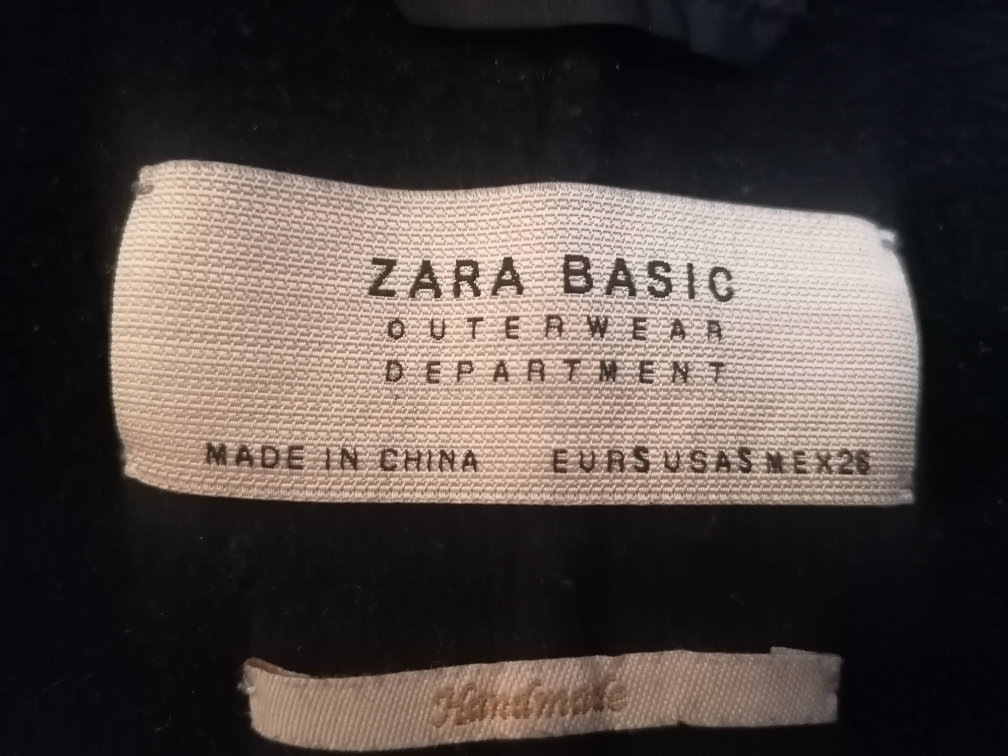 ZARA BASIC
OUTERWEAR
DEPARTMENT
MADE IN CHINA EUR S USA S MEX 26
Handmade